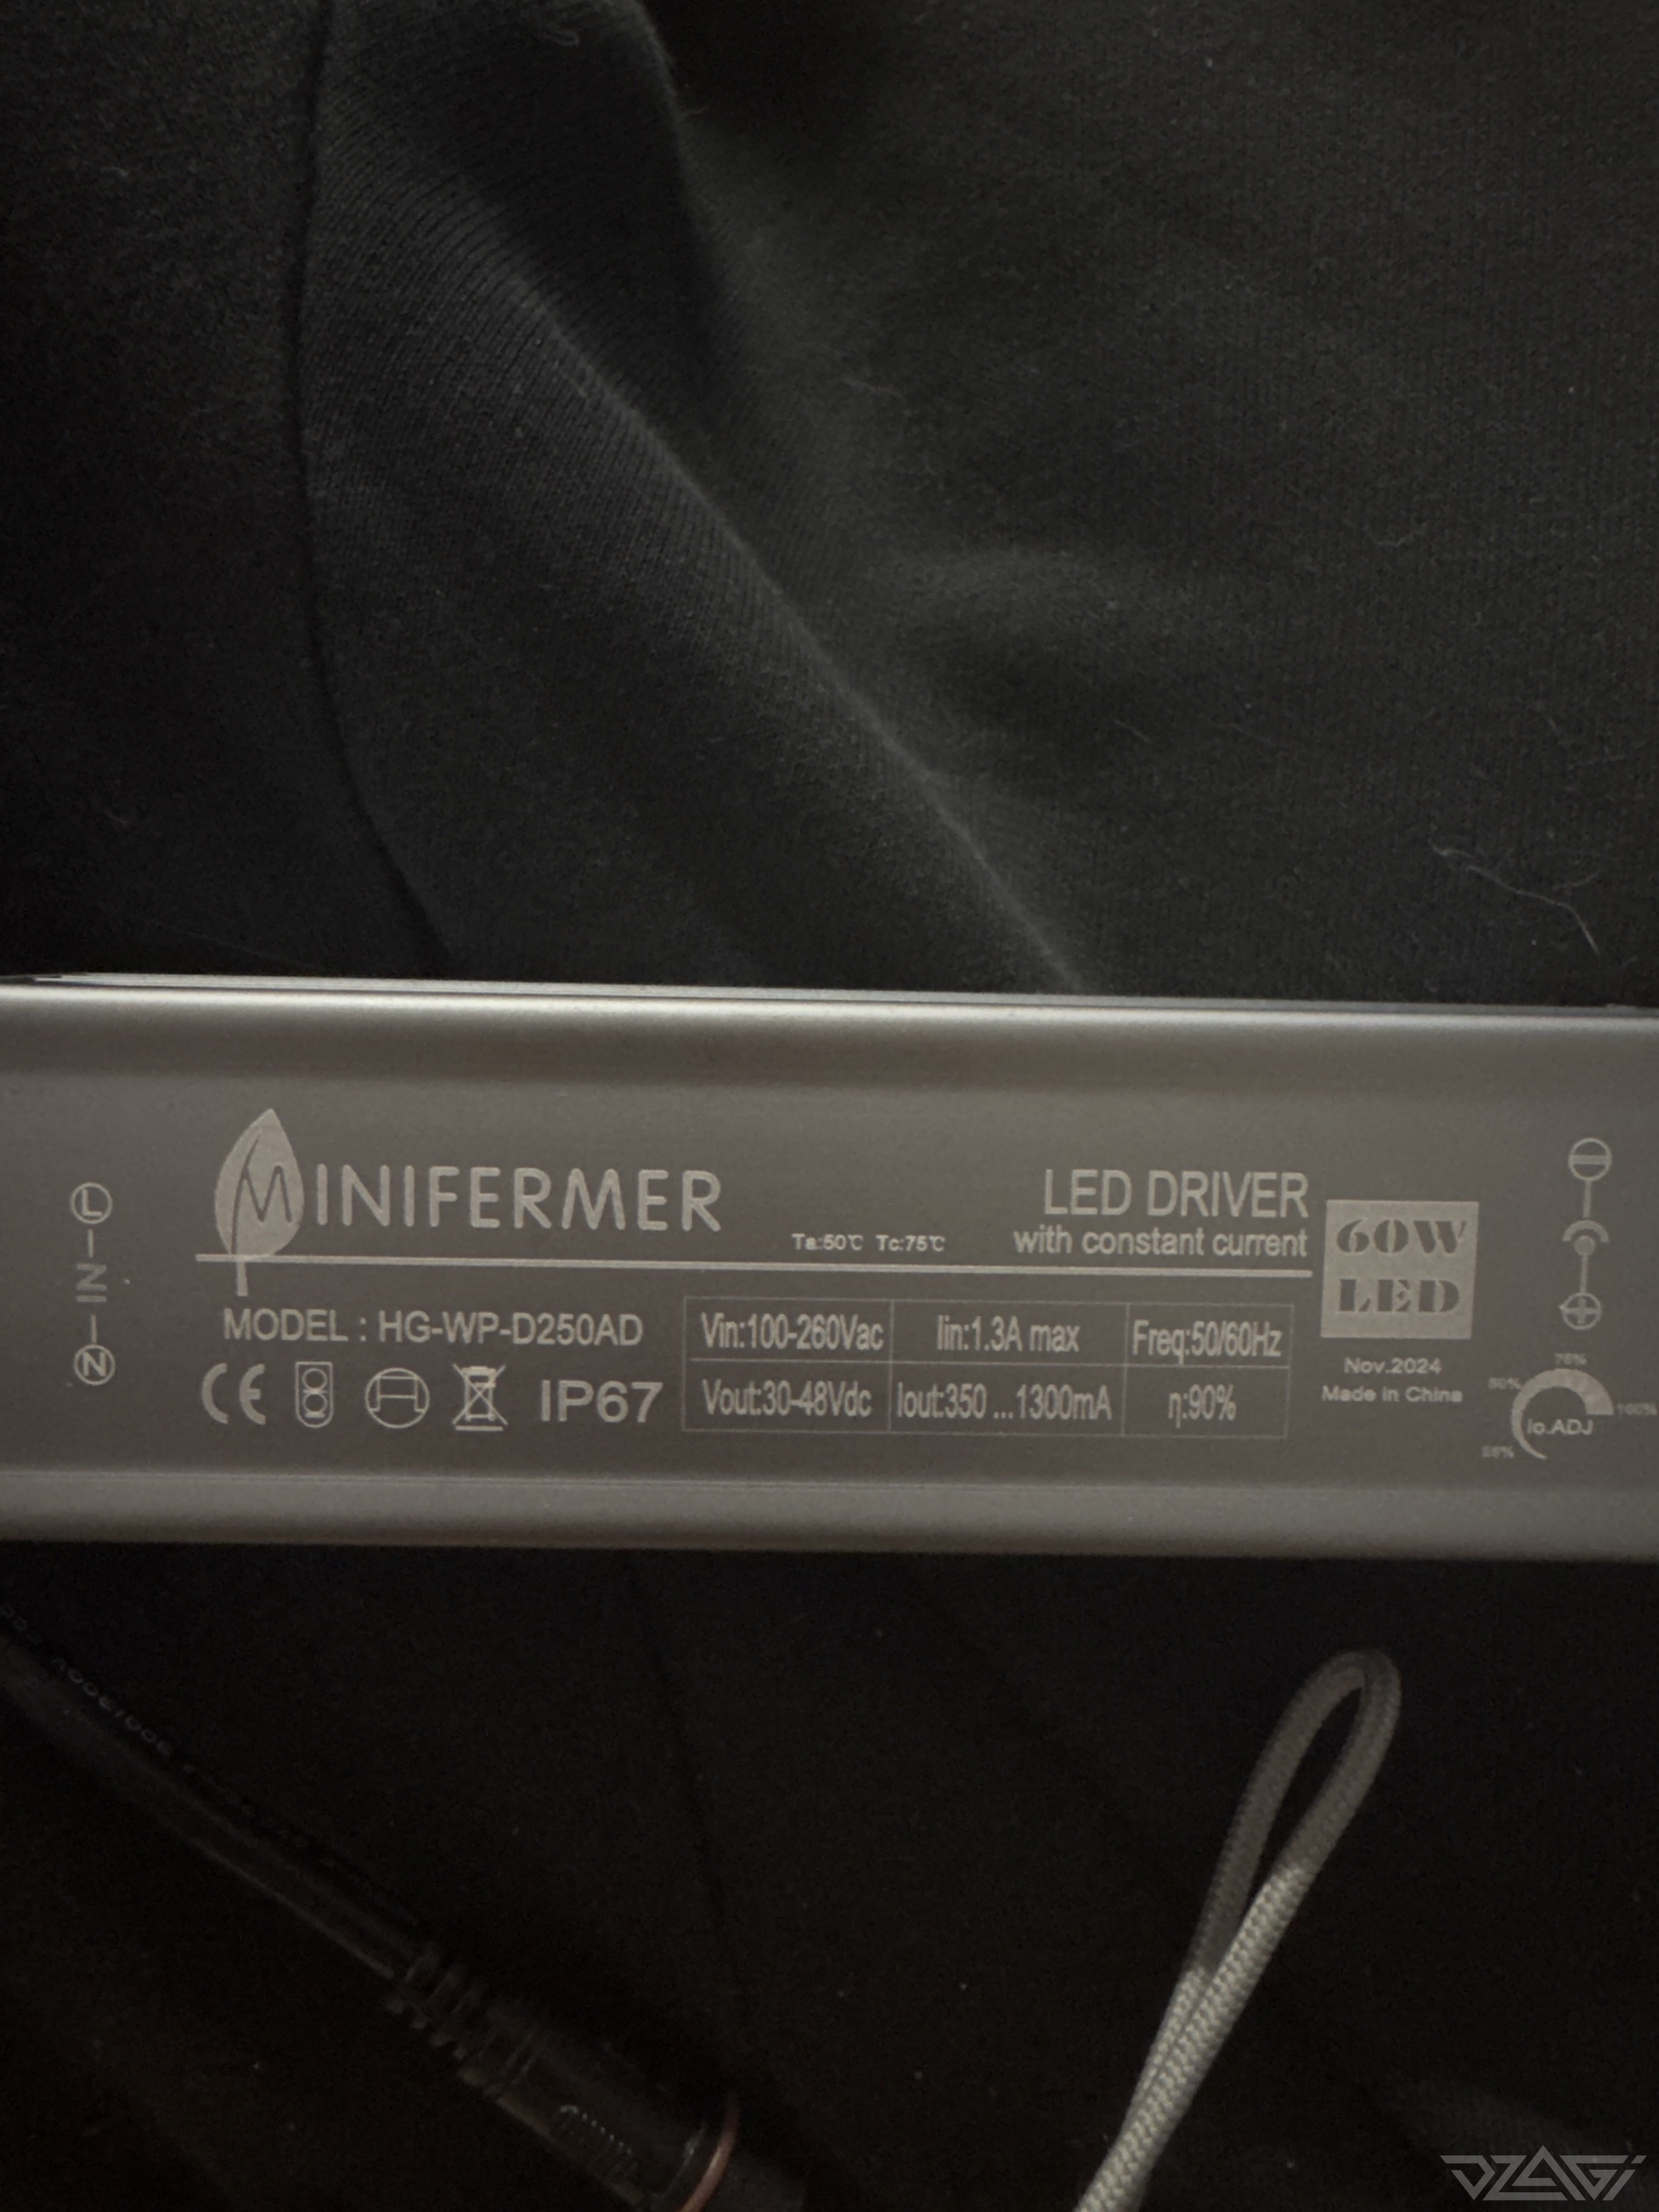 MINIFERMER
LED DRIVER
with constant current
Ta:50℃ Tc:75℃
60W
LED
L
N
MODEL : HG-WP-D250AD
Vin:100-260Vac
Iin:1.3A max
Freq:50/60Hz
Vout:30-48Vdc
Iout:350 ...1300mA
η:90%
CE
IP67
Nov.2024
Made in China
25%
50%
75%
100%
Io.ADJ
DZAGI